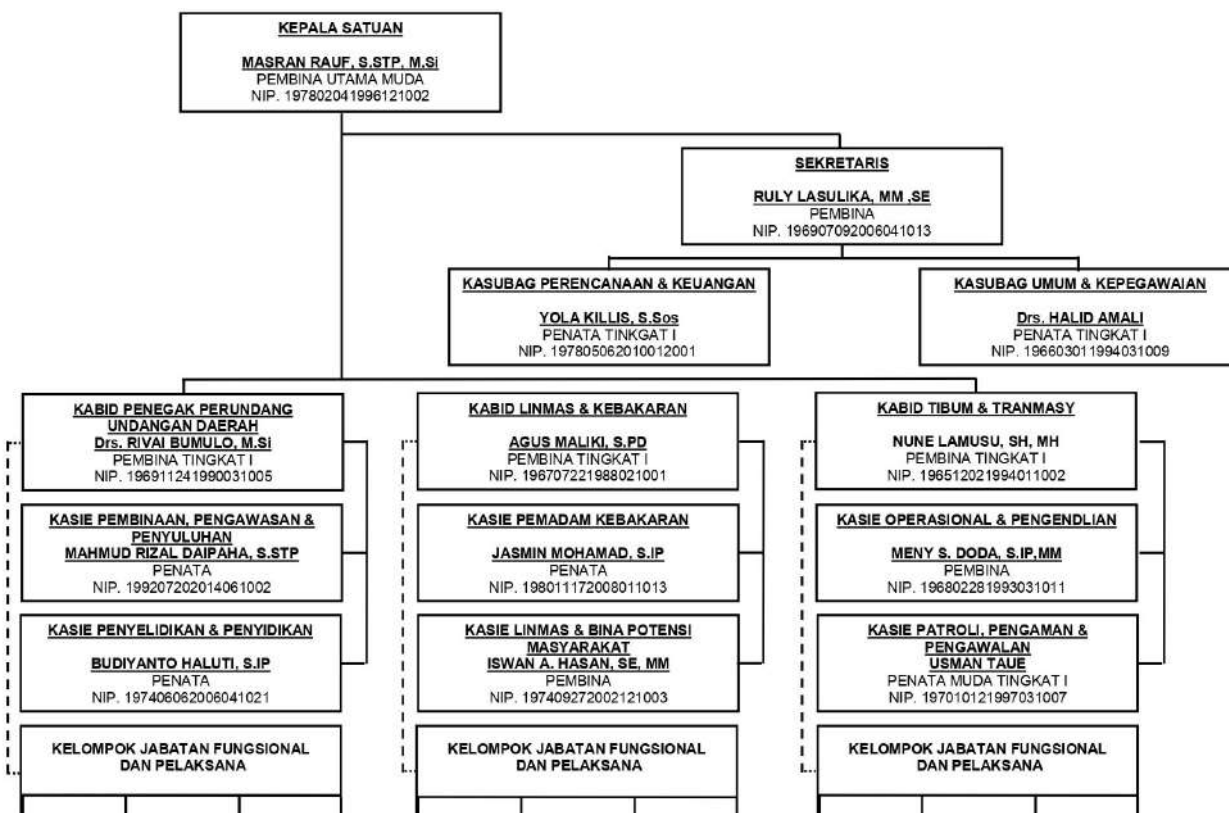 KEPALA SATUAN
MASRAN RAUF, S.STP, M.Si
PEMBINA UTAMA MUDA
NIP. 197802041996121002
SEKRETARIS
RULY LASULIKA, MM ,SE
PEMBINA
NIP. 196907092006041013
KASUBAG PERENCANAAN & KEUANGAN
YOLA KILLIS, S.Sos
PENATA TINKGAT I
NIP. 197805062010012001
KASUBAG UMUM & KEPEGAWAIAN
Drs. HALID AMALI
PENATA TINGKAT I
NIP. 196603011994031009
KABID PENEGAK PERUNDANG
UNDANGAN DAERAH
Drs. RIVAI BUMULO, M.Si
PEMBINA TINGKAT I
NIP. 196911241990031005
KABID LINMAS & KEBAKARAN
AGUS MALIKI, S.PD
PEMBINA TINGKAT I
NIP. 196707221988021001
KABID TIBUM & TRANMASY
NUNE LAMUSU, SH, MH
PEMBINA TINGKAT I
NIP. 196512021994011002
KASIE PEMBINAAN, PENGAWASAN &
PENYULUHAN
MAHMUD RIZAL DAIPAHA, S.STP
PENATA
NIP. 199207202014061002
KASIE PEMADAM KEBAKARAN
JASMIN MOHAMAD, S.IP
PENATA
NIP. 198011172008011013
KASIE OPERASIONAL & PENGENDLIAN
MENY S. DODA, S.IP,MM
PEMBINA
NIP. 196802281993031011
KASIE PENYELIDIKAN & PENYIDIKAN
BUDIYANTO HALUTI, S.IP
PENATA
NIP. 197406062006041021
KASIE LINMAS & BINA POTENSI
MASYARAKAT
ISWAN A. HASAN, SE, MM
PEMBINA
NIP. 197409272002121003
KASIE PATROLI, PENGAMAN &
PENGAWALAN
USMAN TAUE
PENATA MUDA TINGKAT I
NIP. 197010121997031007
KELOMPOK JABATAN FUNGSIONAL
DAN PELAKSANA
KELOMPOK JABATAN FUNGSIONAL
DAN PELAKSANA
KELOMPOK JABATAN FUNGSIONAL
DAN PELAKSANA